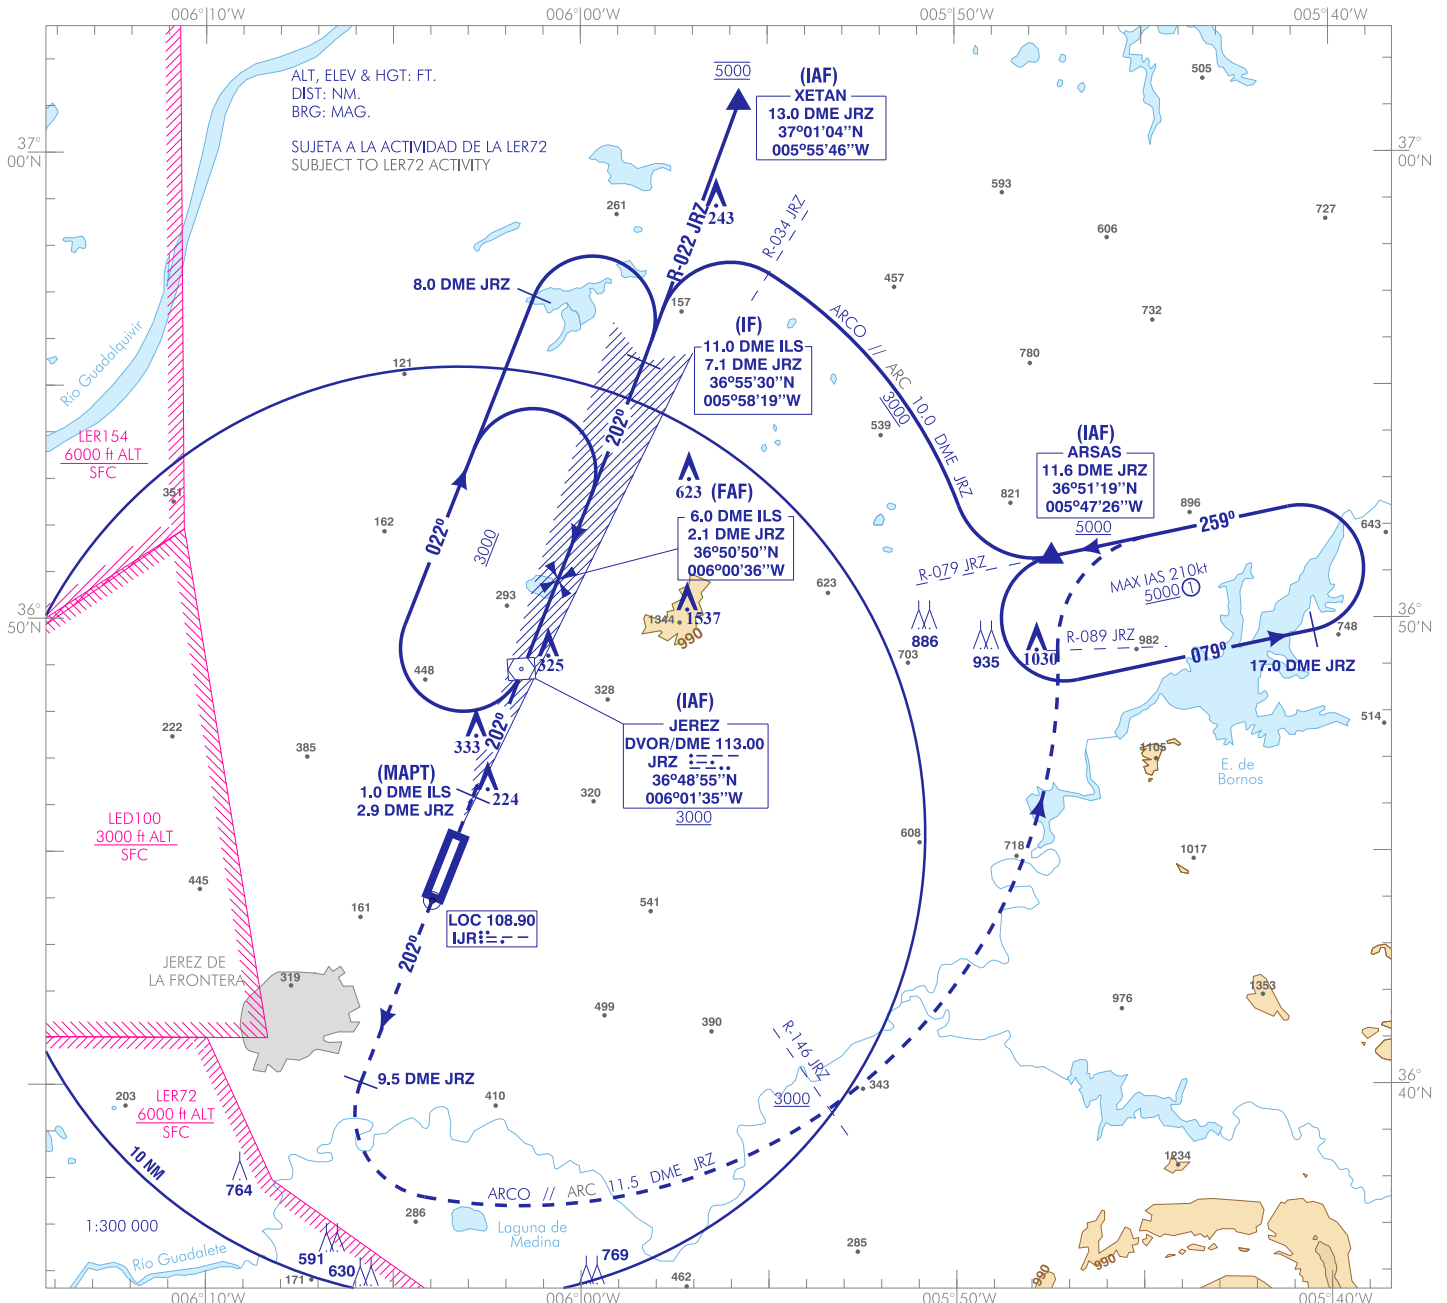 006°10'W
006°00'W
005°50'W
005°40'W
ALT, ELEV & HGT: FT.
DIST: NM.
BRG: MAG.
SUJETA A LA ACTIVIDAD DE LA LER72
SUBJECT TO LER72 ACTIVITY
5000
(IAF)
XETAN
13.0 DME JRZ
37°01'04''N
005°55'46''W
505
37°
00'N
37°
00'N
593
727
606
261
243
R-022 JRZ
R-034 JRZ
8.0 DME JRZ
457
157
732
780
Río Guadalquivir
(IF)
11.0 DME ILS
7.1 DME JRZ
36°55'30''N
005°58'19''W
121
ARCO // ARC 10.0 DME JRZ
3000
539
202º
LER154
6000 ft ALT
SFC
351
162
022º
3000
623
(FAF)
6.0 DME ILS
2.1 DME JRZ
36°50'50''N
006°00'36''W
(IAF)
ARSAS
11.6 DME JRZ
36°51'19''N
005°47'26''W
5000
821
896
259º
643
R-079 JRZ
MAX IAS 210kt
5000 1
36°
50'N
36°
50'N
293
623
1344
1537
990
886
935
1030
R-089 JRZ
982
079º
748
17.0 DME JRZ
325
448
703
328
514
222
385
333
202º
(IAF)
JEREZ
DVOR/DME 113.00
JRZ
36°48'55''N
006°01'35''W
3000
1105
E. de
Bornos
(MAPT)
1.0 DME ILS
2.9 DME JRZ
224
320
LED100
3000 ft ALT
SFC
608
718
1017
445
161
541
LOC 108.90
IJR
202º
JEREZ DE
LA FRONTERA
319
499
390
976
1353
R-146 JRZ
3000
343
9.5 DME JRZ
36°
40'N
LER72
6000 ft ALT
SFC
203
410
10 NM
764
1234
ARCO // ARC 11.5 DME JRZ
286
Laguna de
Medina
1:300 000
Río Guadalete
591
630
171
769
462
285
990
990
006°10'W
006°00'W
005°50'W
005°40'W